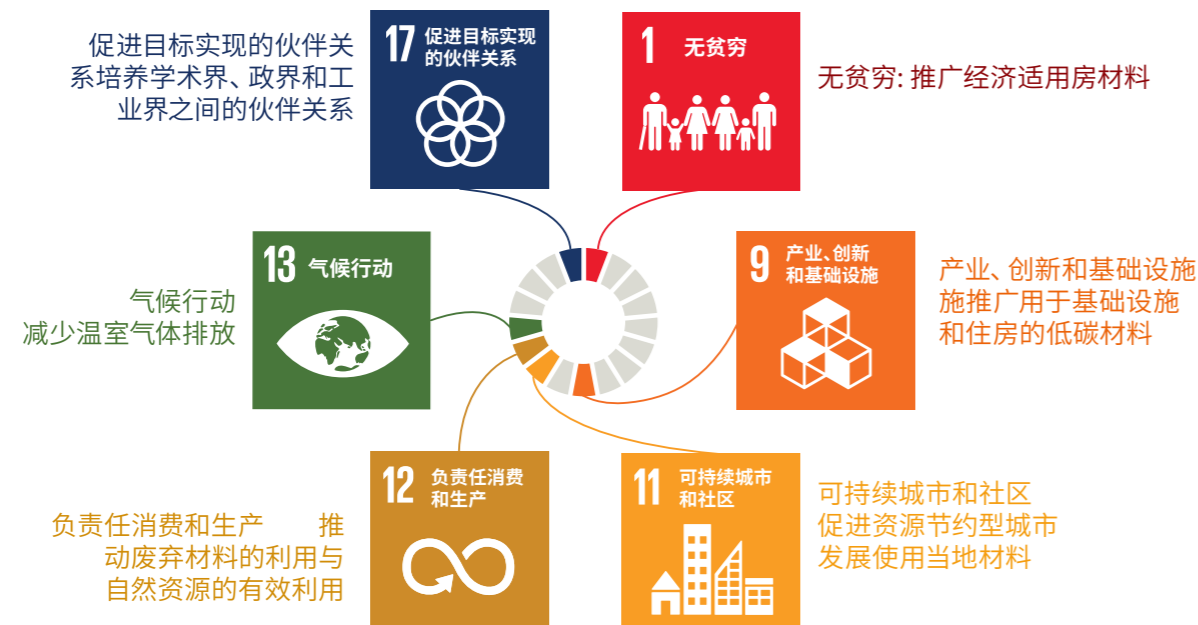 促进目标实现的伙伴关
系培养学术界、政界和工
业界之间的伙伴关系
17 促进目标实现
的伙伴关系
1 无贫穷
无贫穷: 推广经济适用房材料
气候行动
减少温室气体排放
13 气候行动
9 产业、创新
和基础设施
产业、创新和基础设施
施推广用于基础设施
和住房的低碳材料
负责任消费和生产 推
动废弃材料的利用与
自然资源的有效利用
12 负责任消费
和生产
11 可持续城市
和社区
可持续城市和社区
促进资源节约型城市
发展使用当地材料